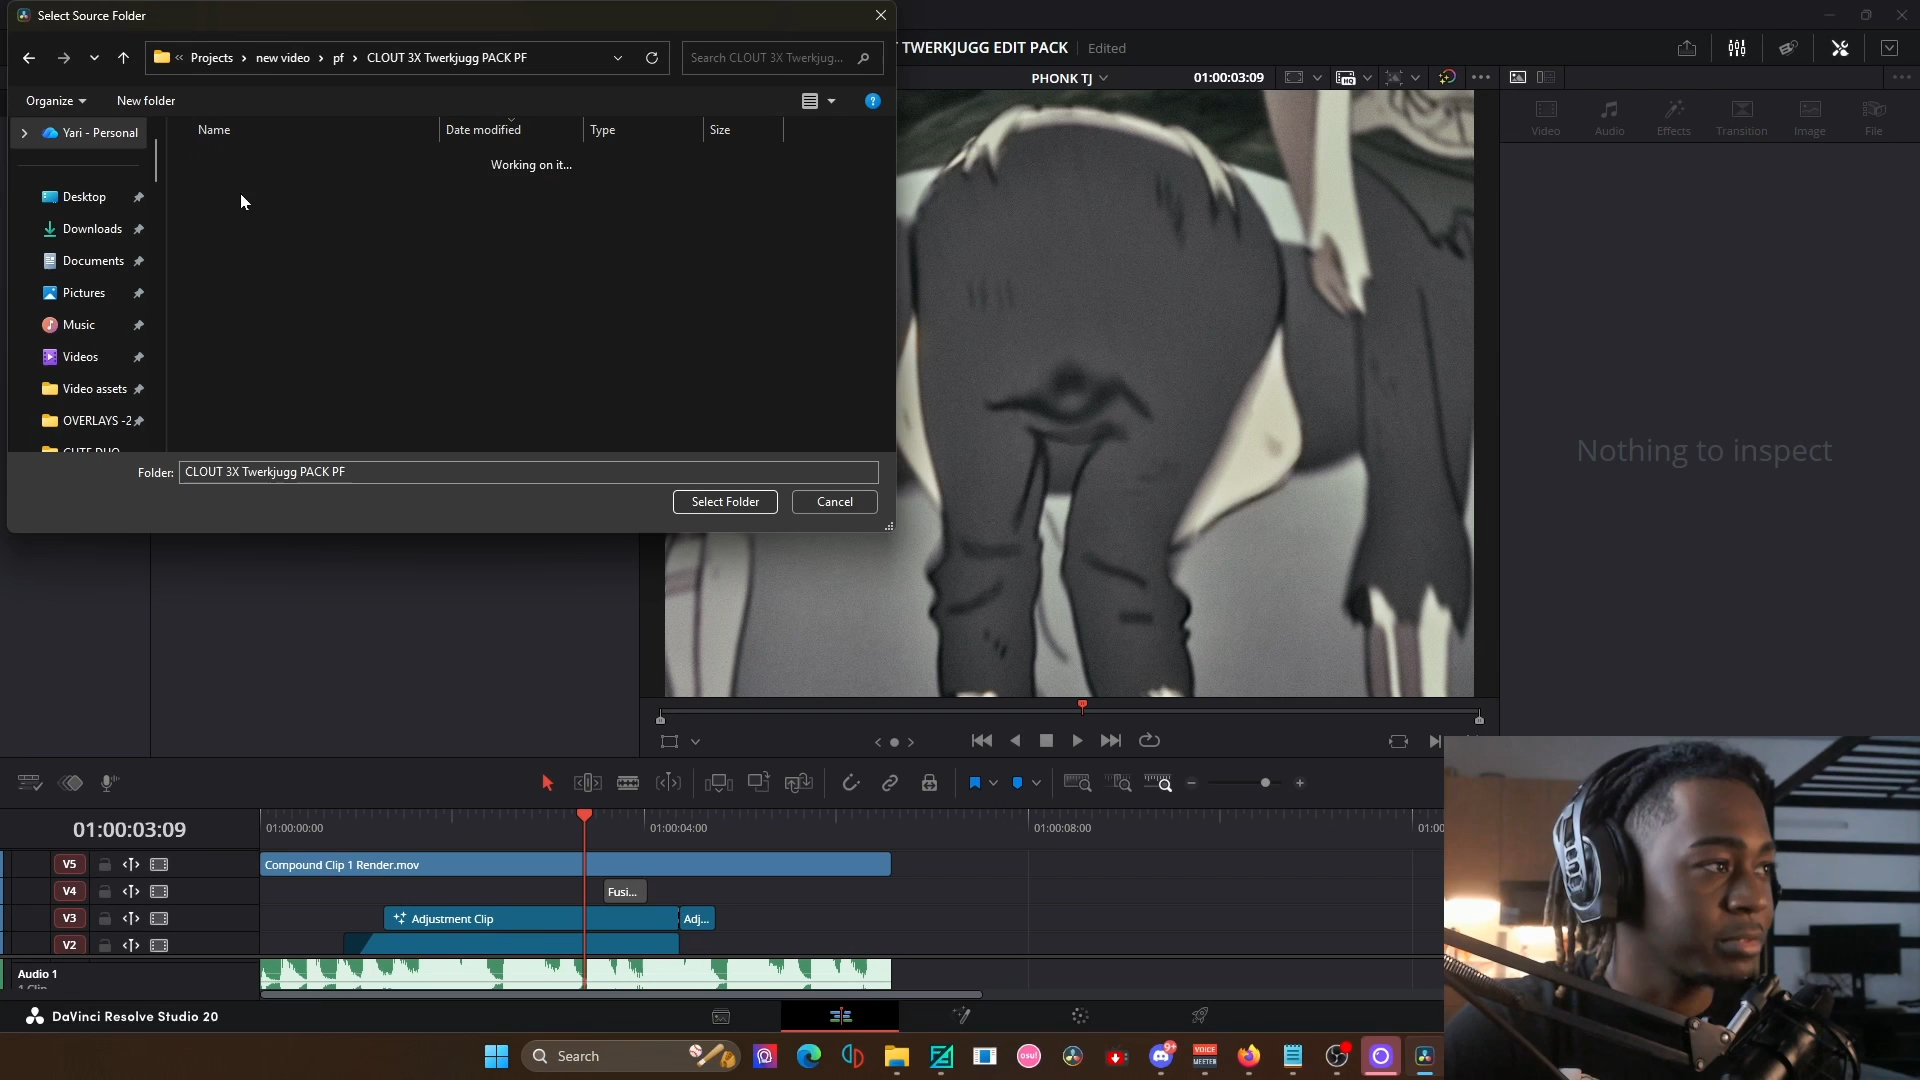 Select Source Folder
« Projects › new video › pf › CLOUT 3X Twerkjugg PACK PF
Search CLOUT 3X Twerkjug...
Organize
New folder
Yari - Personal
Name
Date modified
Type
Size
Working on it...
Desktop
Downloads
Documents
Pictures
Music
Videos
Video assets
OVERLAYS -2
Folder:
CLOUT 3X Twerkjugg PACK PF
Select Folder
Cancel
TWERKJUGG EDIT PACK
Edited
PHONK TJ
01:00:03:09
HQ
Video
Audio
Effects
Transition
Image
File
Nothing to inspect
01:00:03:09
01:00:00:00
01:00:04:00
01:00:08:00
01:00
V5
Compound Clip 1 Render.mov
V4
Fusi...
V3
Adjustment Clip
Adj...
V2
Audio 1
DaVinci Resolve Studio 20
Search
osu!
9+
VOICE
MEETER